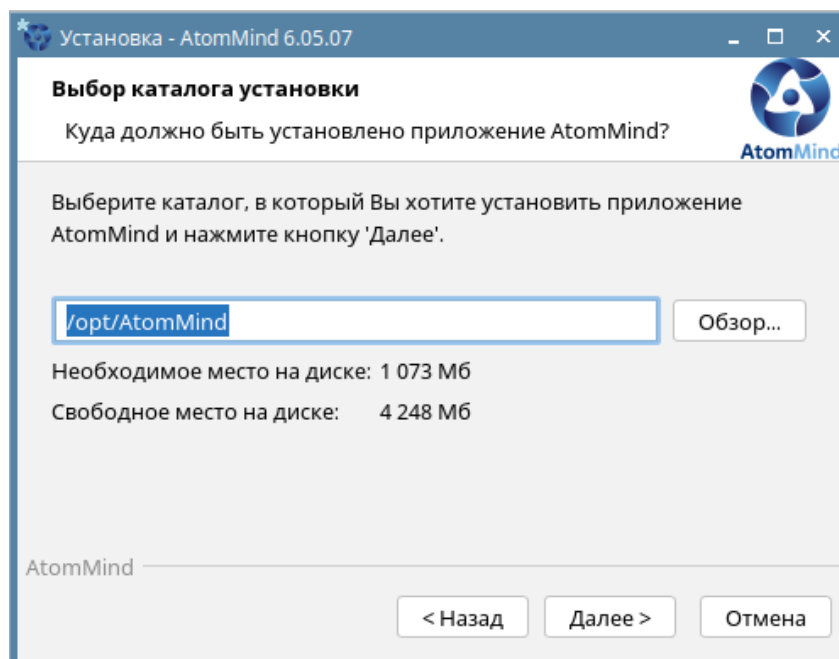 Установка - AtomMind 6.05.07
Выбор каталога установки
Куда должно быть установлено приложение AtomMind?
AtomMind
Выберите каталог, в который Вы хотите установить приложение
AtomMind и нажмите кнопку 'Далее'.
/opt/AtomMind
Обзор...
Необходимое место на диске: 1 073 Мб
Свободное место на диске: 4 248 Мб
AtomMind
< Назад
Далее >
Отмена